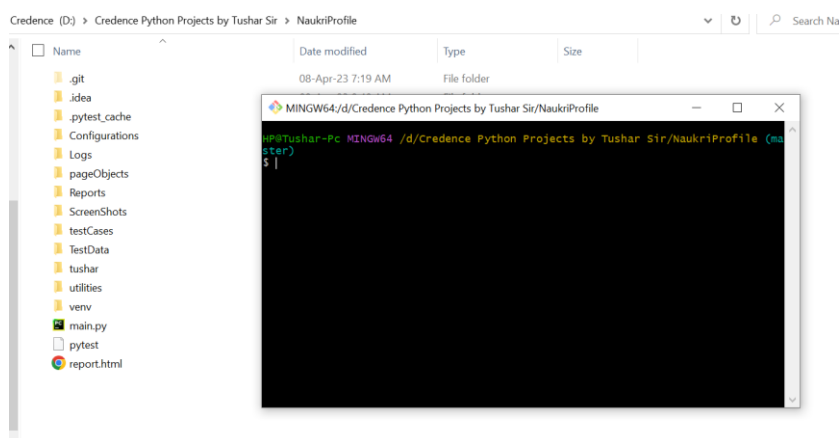 Credence (D:) > Credence Python Projects by Tushar Sir > NaukriProfile
Search Na
Name Date modified Type Size
.git 08-Apr-23 7:19 AM File folder
.idea
.pytest_cache
Configurations
Logs
pageObjects
Reports
ScreenShots
testCases
TestData
tushar
utilities
venv
main.py
pytest
report.html
MINGW64:/d/Credence Python Projects by Tushar Sir/NaukriProfile
HP@Tushar-Pc MINGW64 /d/Credence Python Projects by Tushar Sir/NaukriProfile (ma
ster)
$